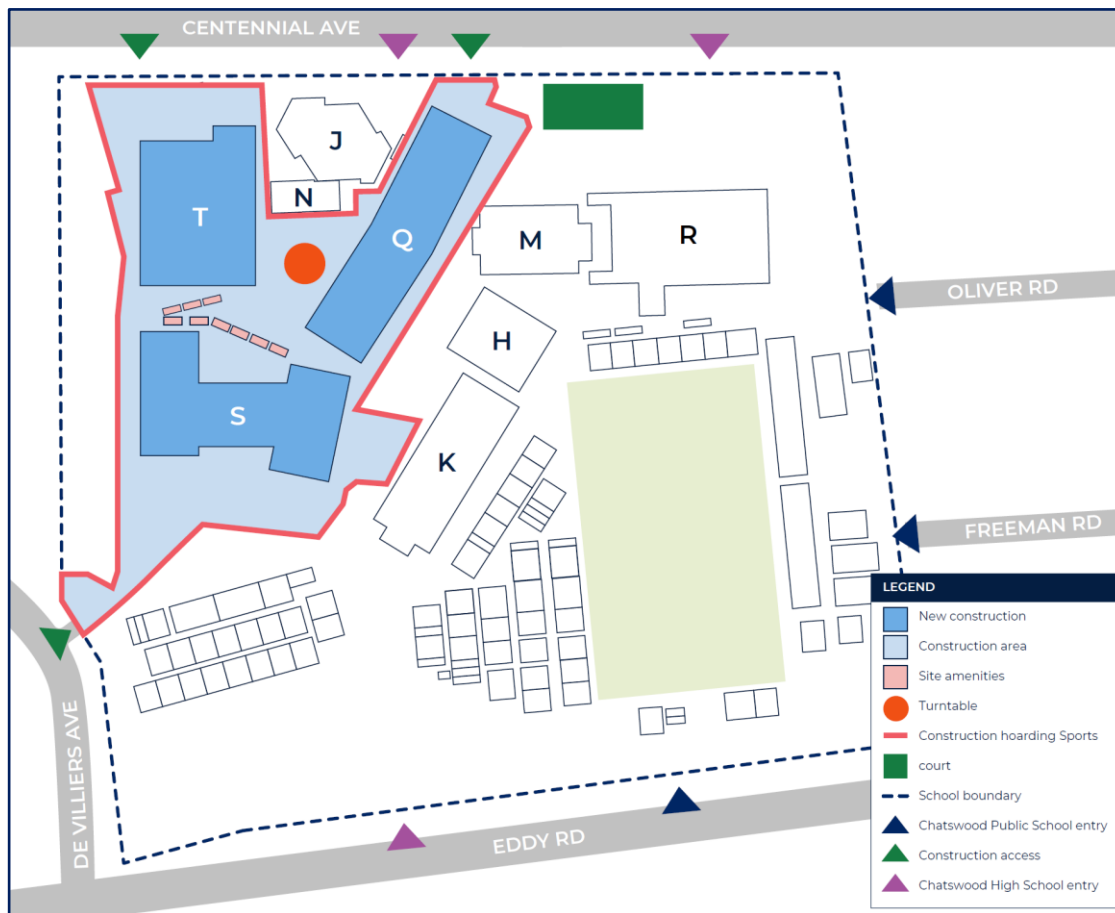 CENTENNIAL AVE
J
N
T
Q
M
R
OLIVER RD
H
S
K
FREEMAN RD
DE VILLIERS AVE
EDDY RD
LEGEND
New construction
Construction area
Site amenities
Turntable
Construction hoarding Sports
court
School boundary
Chatswood Public School entry
Construction access
Chatswood High School entry